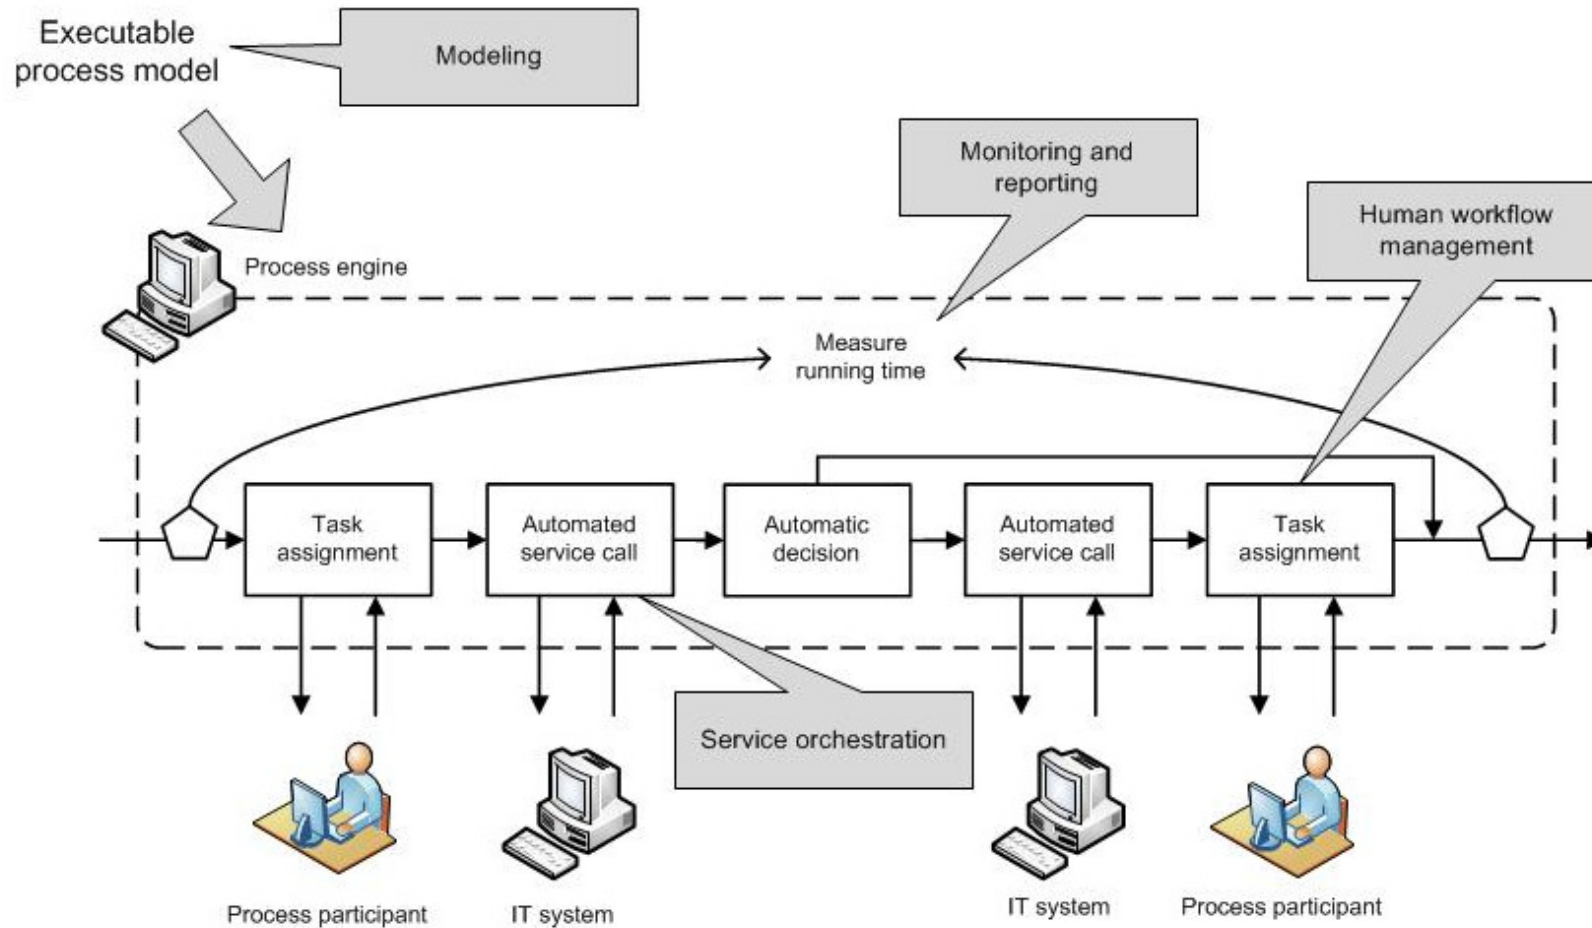 Executable
process model
Modeling
Monitoring and
reporting
Human workflow
management
Process engine
Measure
running time
Task
assignment
Automated
service call
Automatic
decision
Automated
service call
Task
assignment
Service orchestration
Process participant
IT system
IT system
Process participant